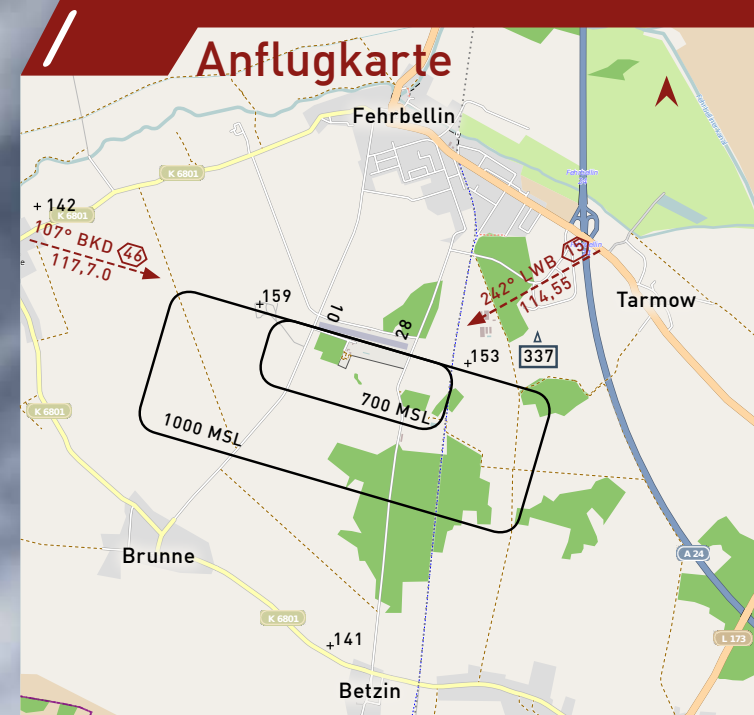 Anflugkarte
Fehrbellin
K 6801
Fehrbellin
142
K 6801
107° BKD 46
117,7.0
242° LWB 15
114,55
Tarmow
159
10
28
153
337
700 MSL
1000 MSL
K 6801
Brunne
A 24
K 6801
141
L 173
Betzin